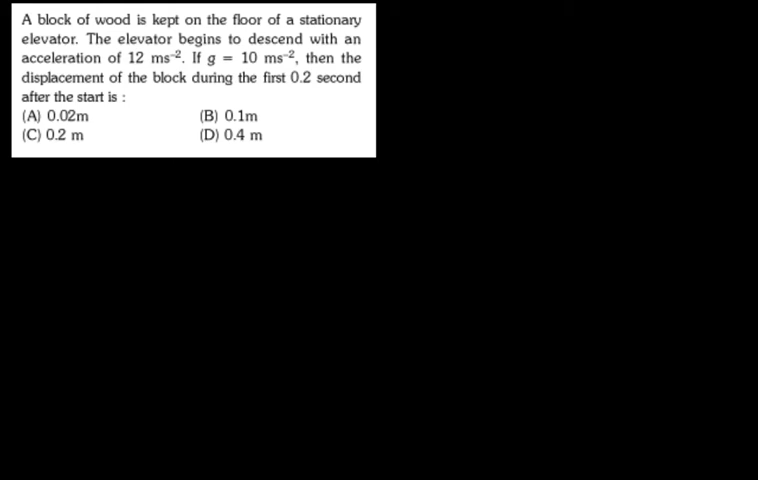 A block of wood is kept on the floor of a stationary
elevator. The elevator begins to descend with an
acceleration of 12 ms⁻². If g = 10 ms⁻², then the
displacement of the block during the first 0.2 second
after the start is :
(A) 0.02m (B) 0.1m
(C) 0.2 m (D) 0.4 m